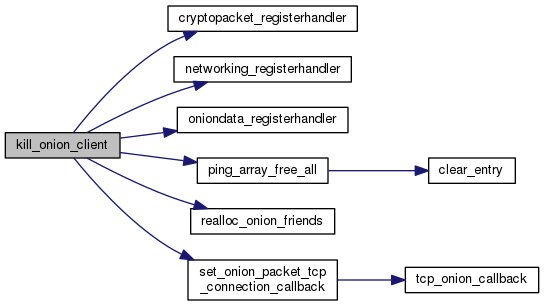 cryptopacket_registerhandler
networking_registerhandler
oniondata_registerhandler
kill_onion_client
ping_array_free_all
clear_entry
realloc_onion_friends
set_onion_packet_tcp
_connection_callback
tcp_onion_callback